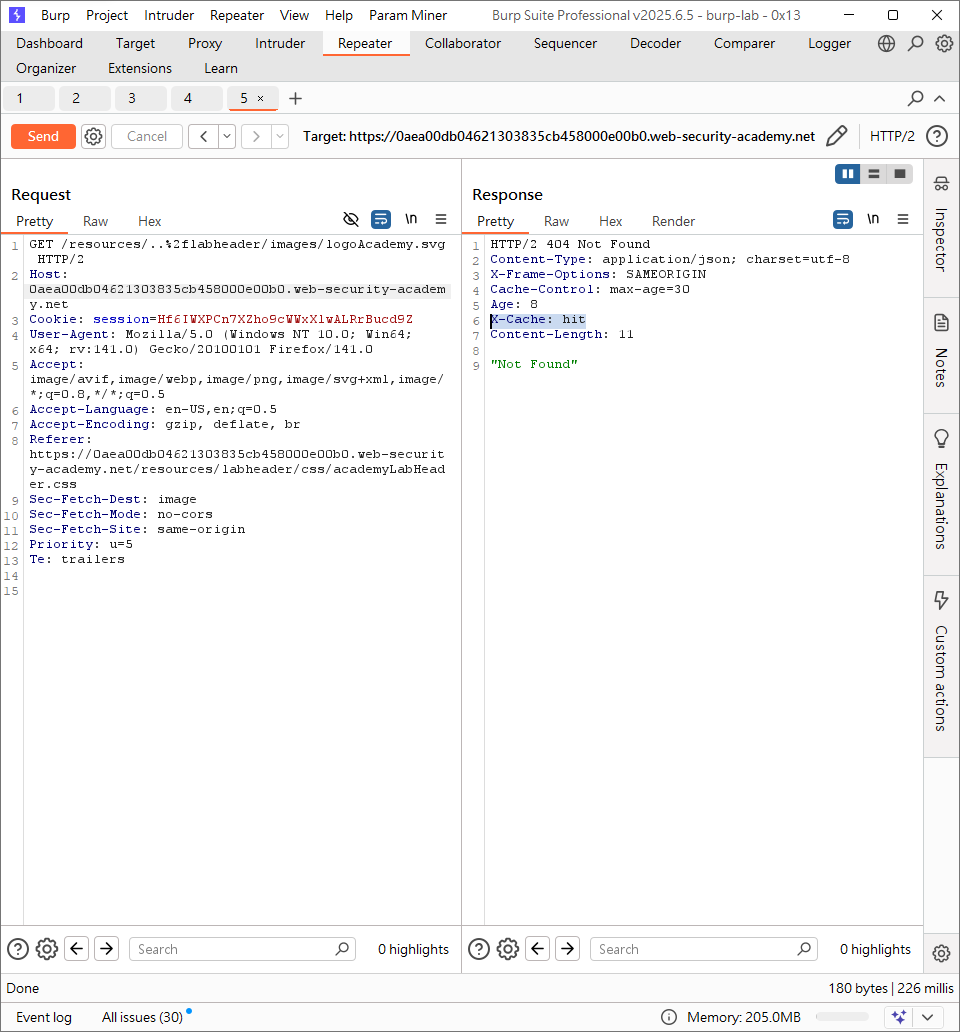 Burp Project Intruder Repeater View Help Param Miner Burp Suite Professional v2025.6.5 - burp-lab - 0x13
Dashboard Target Proxy Intruder Repeater Collaborator Sequencer Decoder Comparer Logger
Organizer Extensions Learn
1 2 3 4 5 × +
Send Cancel Target: https://0aea00db04621303835cb458000e00b0.web-security-academy.net HTTP/2
Request
Pretty Raw Hex \n
1 GET /resources/..%2flabheader/images/logoAcademy.svg
HTTP/2
2 Host:
0aea00db04621303835cb458000e00b0.web-security-academ
y.net
3 Cookie: session=Hf6IWXPCn7XZho9cWWxXlwALRrBucd9Z
4 User-Agent: Mozilla/5.0 (Windows NT 10.0; Win64;
x64; rv:141.0) Gecko/20100101 Firefox/141.0
5 Accept:
image/avif,image/webp,image/png,image/svg+xml,image/
*;q=0.8,*/*;q=0.5
6 Accept-Language: en-US,en;q=0.5
7 Accept-Encoding: gzip, deflate, br
8 Referer:
https://0aea00db04621303835cb458000e00b0.web-securit
y-academy.net/resources/labheader/css/academyLabHead
er.css
9 Sec-Fetch-Dest: image
10 Sec-Fetch-Mode: no-cors
11 Sec-Fetch-Site: same-origin
12 Priority: u=5
13 Te: trailers
14
15
Response
Pretty Raw Hex Render \n
1 HTTP/2 404 Not Found
2 Content-Type: application/json; charset=utf-8
3 X-Frame-Options: SAMEORIGIN
4 Cache-Control: max-age=30
5 Age: 8
6 X-Cache: hit
7 Content-Length: 11
8
9 "Not Found"
Inspector
Notes
Explanations
Custom actions
Search 0 highlights
Search 0 highlights
Done 180 bytes | 226 millis
Event log All issues (30) Memory: 205.0MB